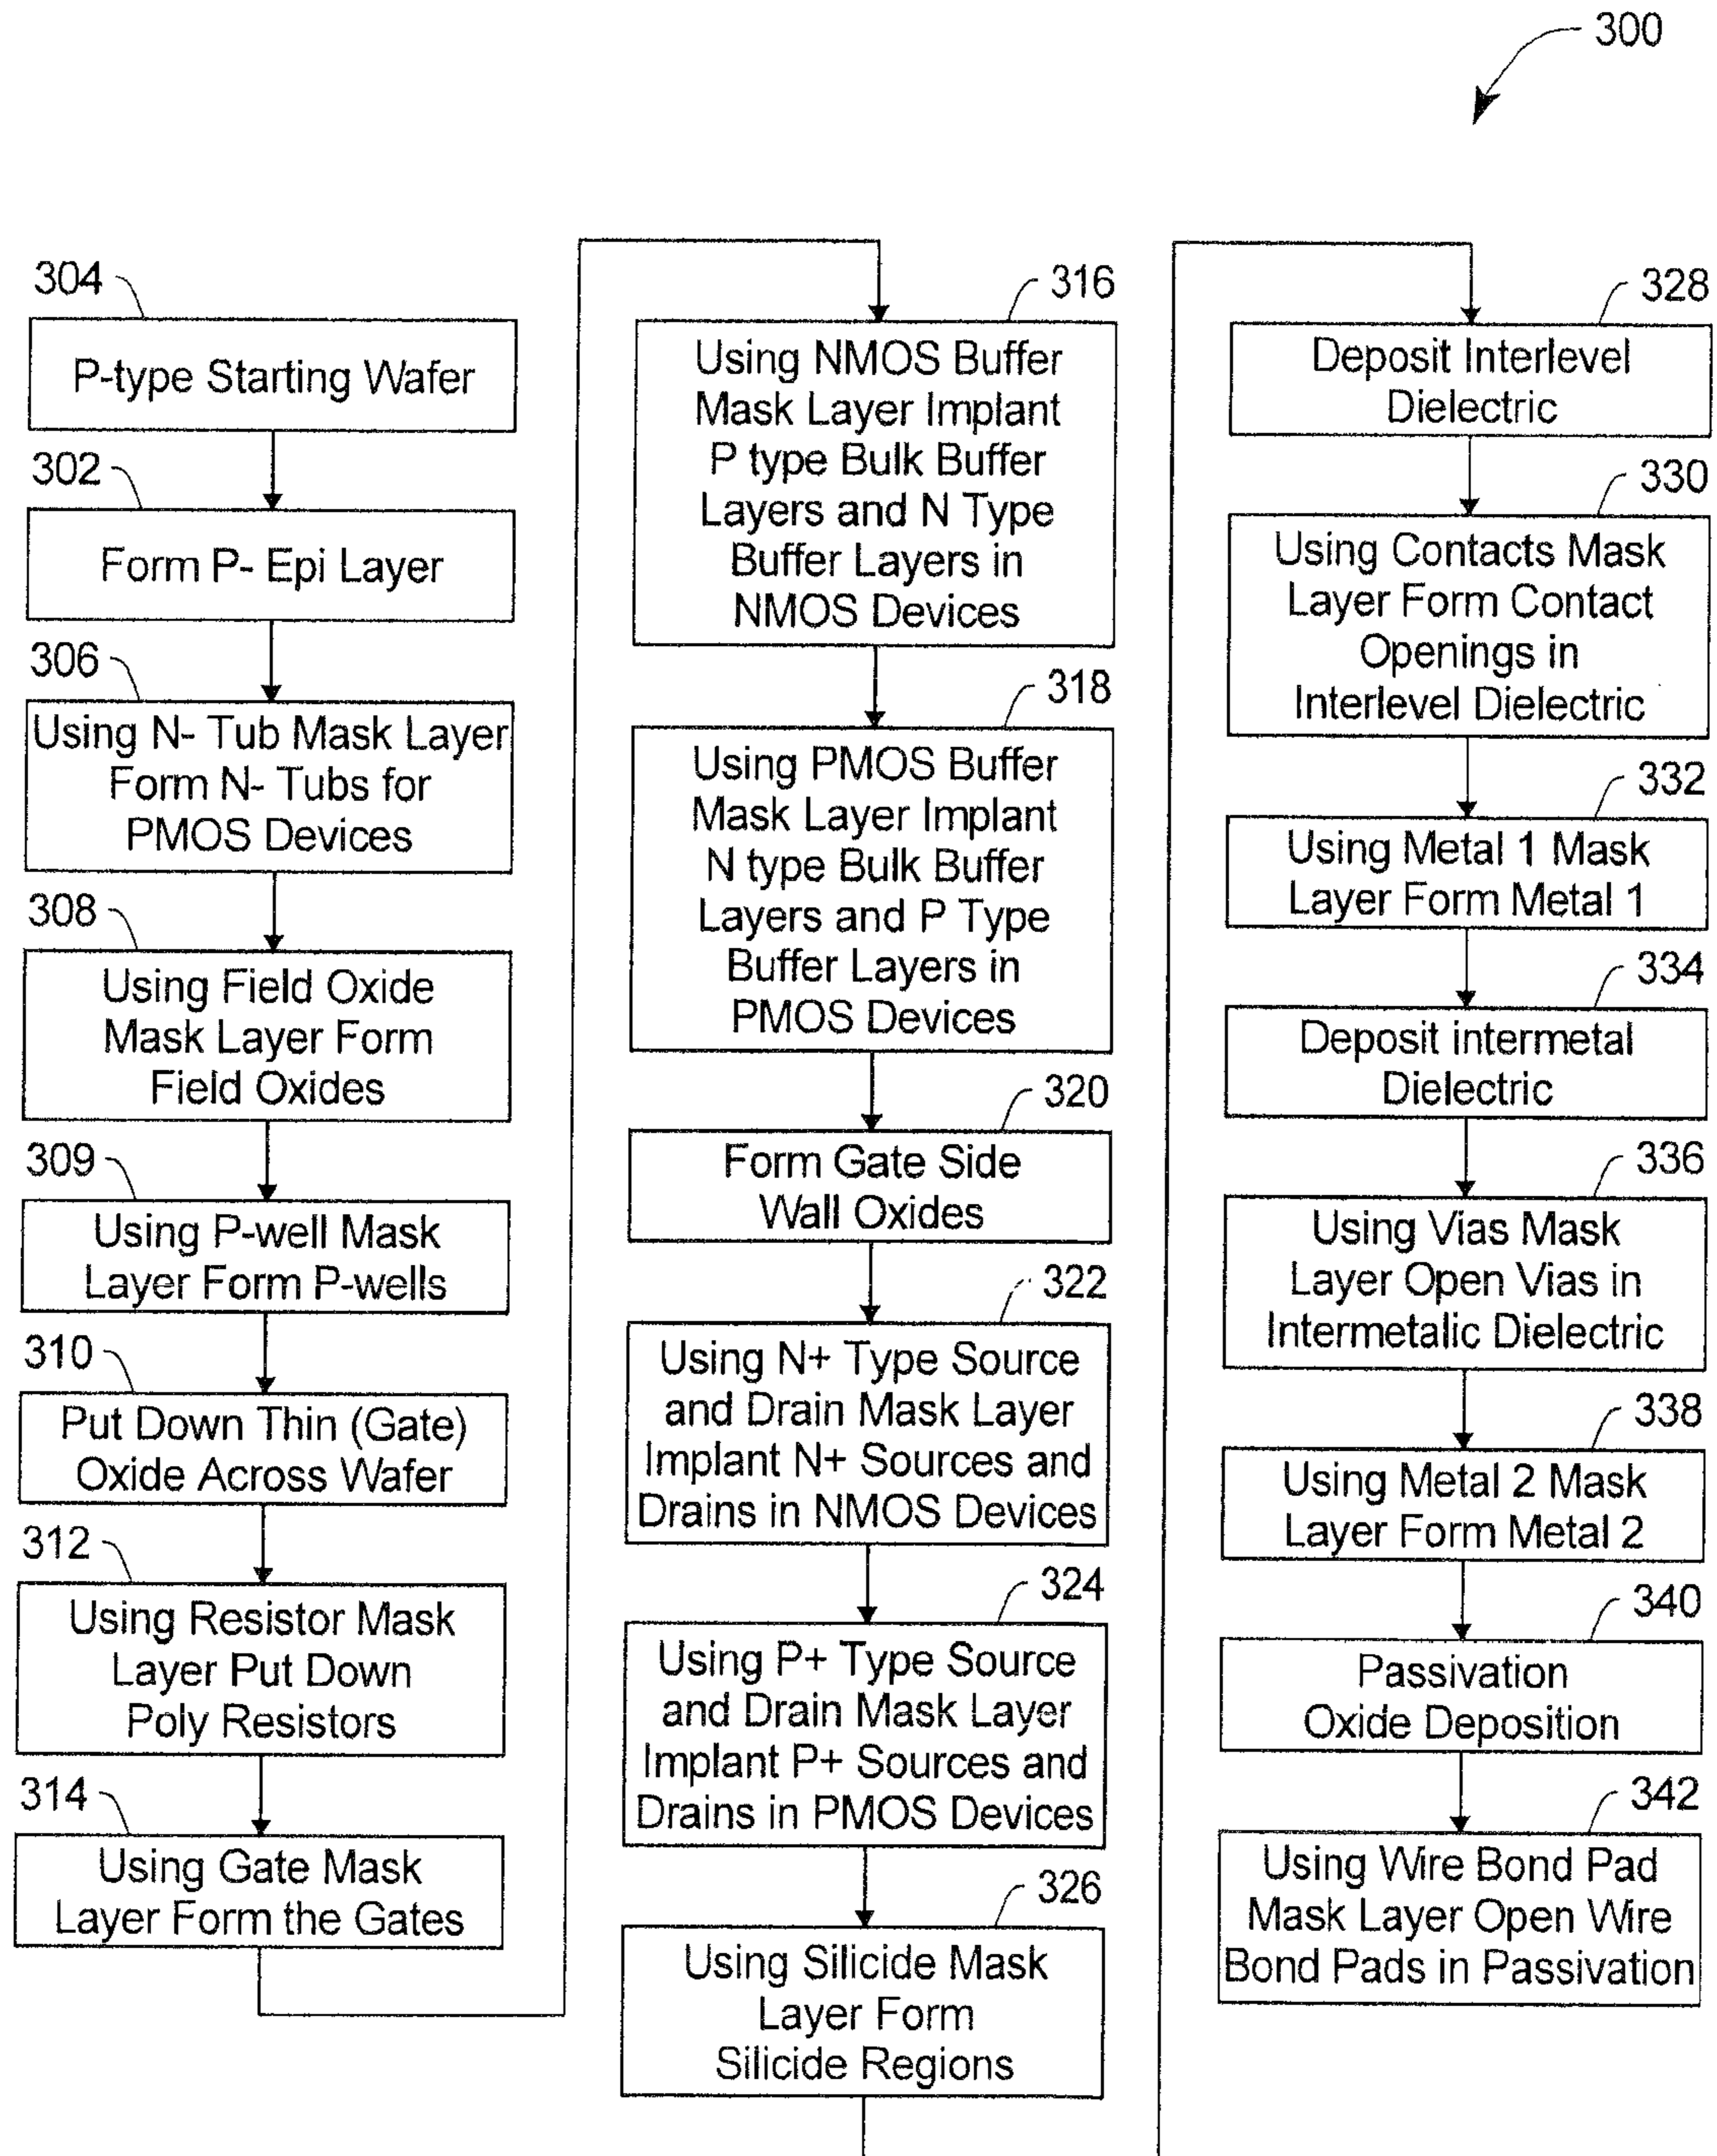 300
304
P-type Starting Wafer
302
Form P- Epi Layer
306
Using N- Tub Mask Layer
Form N- Tubs for
PMOS Devices
308
Using Field Oxide
Mask Layer Form
Field Oxides
309
Using P-well Mask
Layer Form P-wells
310
Put Down Thin (Gate)
Oxide Across Wafer
312
Using Resistor Mask
Layer Put Down
Poly Resistors
314
Using Gate Mask
Layer Form the Gates
316
Using NMOS Buffer
Mask Layer Implant
P type Bulk Buffer
Layers and N Type
Buffer Layers in
NMOS Devices
318
Using PMOS Buffer
Mask Layer Implant
N type Bulk Buffer
Layers and P Type
Buffer Layers in
PMOS Devices
320
Form Gate Side
Wall Oxides
322
Using N+ Type Source
and Drain Mask Layer
Implant N+ Sources and
Drains in NMOS Devices
324
Using P+ Type Source
and Drain Mask Layer
Implant P+ Sources and
Drains in PMOS Devices
326
Using Silicide Mask
Layer Form
Silicide Regions
328
Deposit Interlevel
Dielectric
330
Using Contacts Mask
Layer Form Contact
Openings in
Interlevel Dielectric
332
Using Metal 1 Mask
Layer Form Metal 1
334
Deposit intermetal
Dielectric
336
Using Vias Mask
Layer Open Vias in
Intermetalic Dielectric
338
Using Metal 2 Mask
Layer Form Metal 2
340
Passivation
Oxide Deposition
342
Using Wire Bond Pad
Mask Layer Open Wire
Bond Pads in Passivation